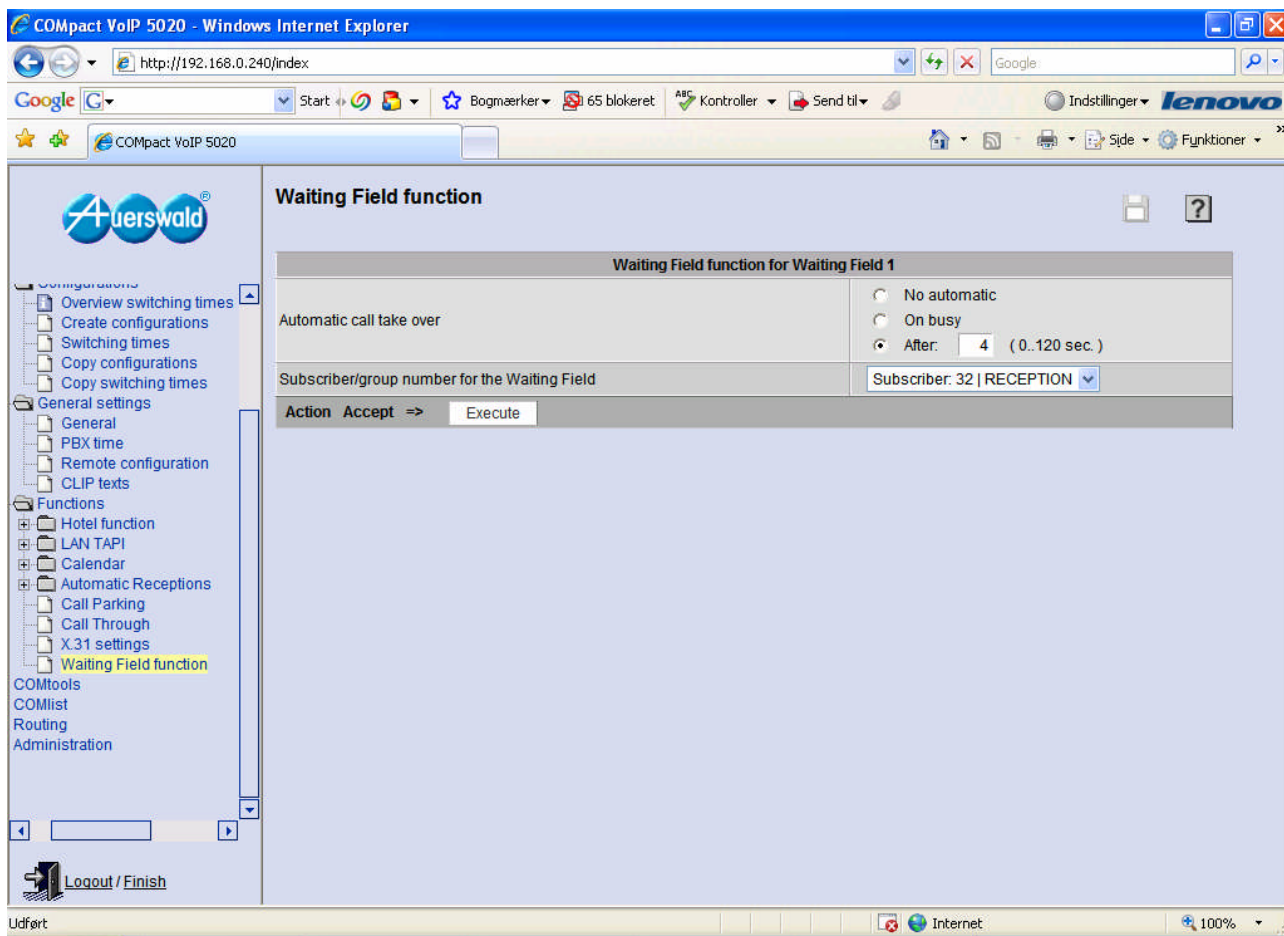 COMpact VoIP 5020 - Windows Internet Explorer
http://192.168.0.240/index
Google
Google G
Start
Bogmærker
65 blokeret
ABC Kontroller
Send til
Indstillinger
lenovo
COMpact VoIP 5020
Side
Funktioner
»
Auerswald ®
Waiting Field function
?
Waiting Field function for Waiting Field 1
Automatic call take over
No automatic
On busy
After: 4 ( 0..120 sec. )
Subscriber/group number for the Waiting Field
Subscriber: 32 | RECEPTION
Action Accept => Execute
Configurations
Overview switching times
Create configurations
Switching times
Copy configurations
Copy switching times
General settings
General
PBX time
Remote configuration
CLIP texts
Functions
Hotel function
LAN TAPI
Calendar
Automatic Receptions
Call Parking
Call Through
X.31 settings
Waiting Field function
COMtools
COMlist
Routing
Administration
Logout / Finish
Udført
Internet
100%